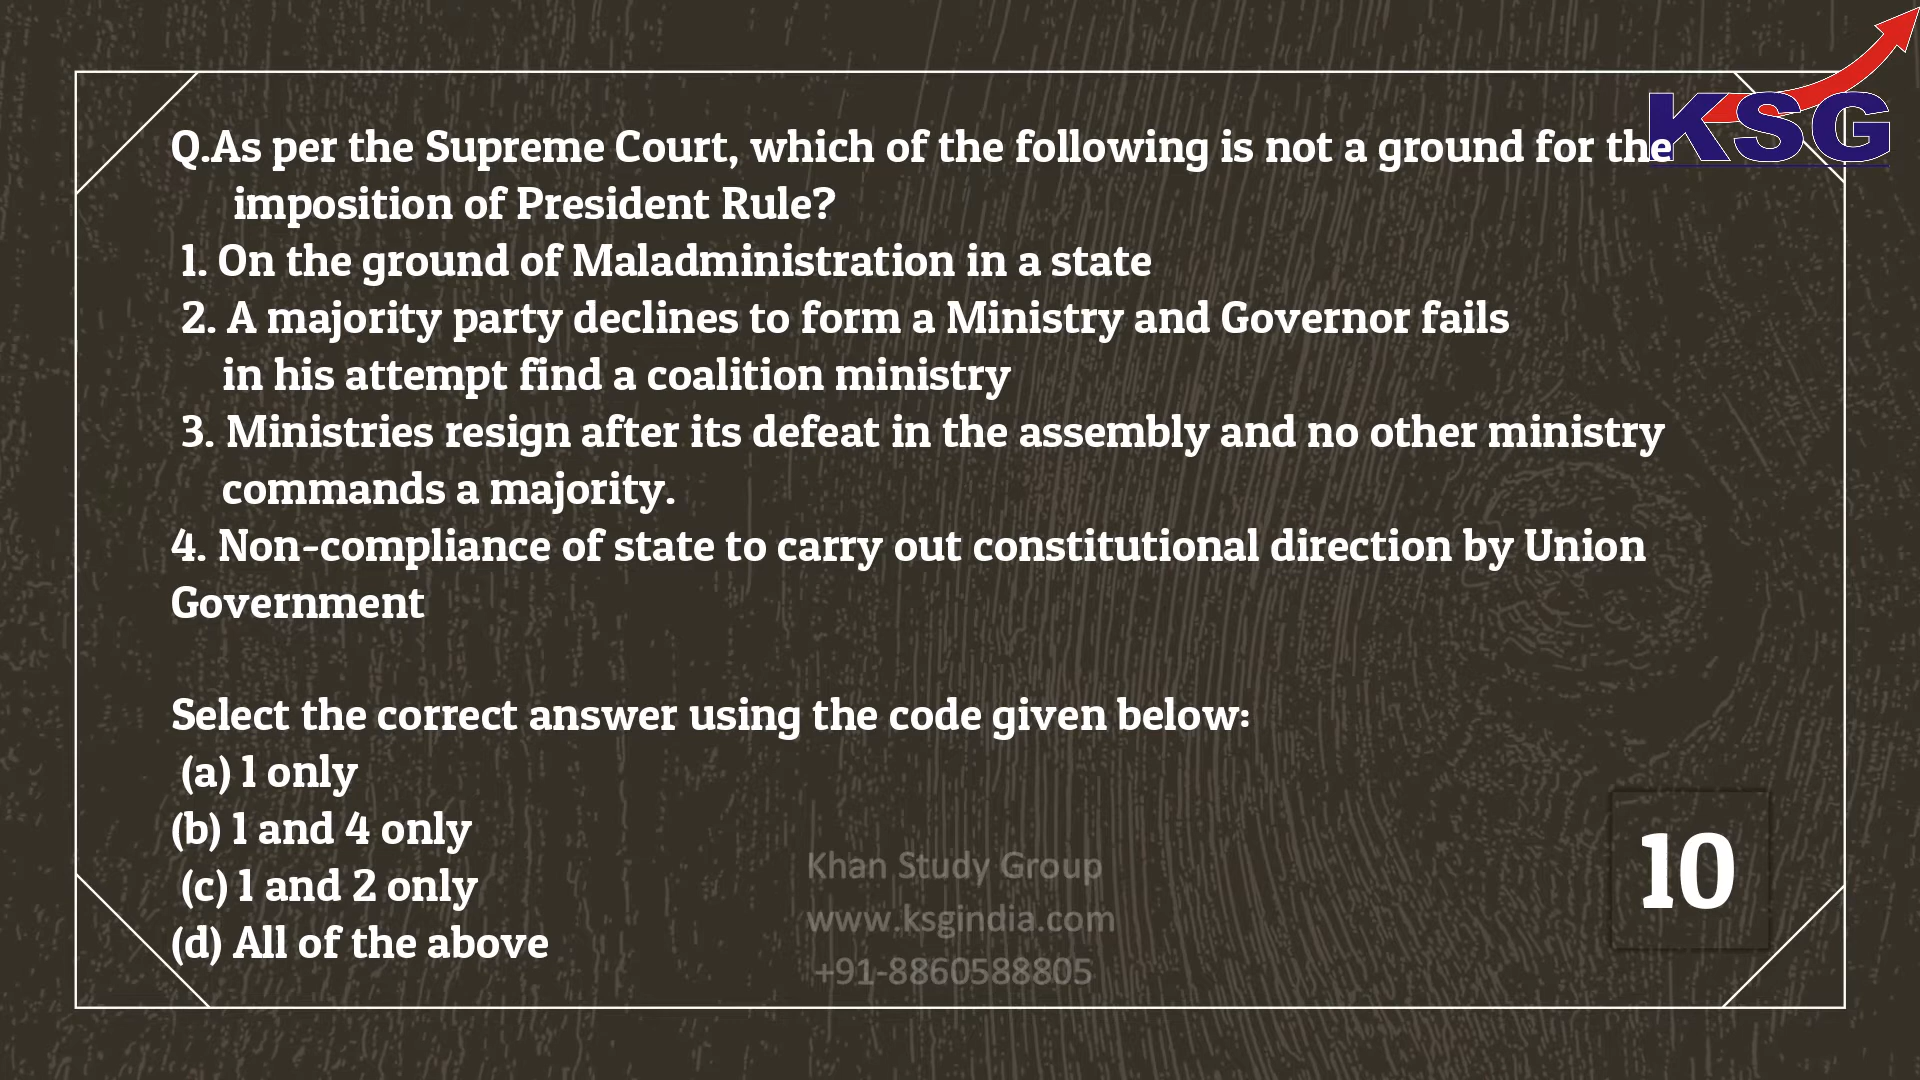 KSG
Q.As per the Supreme Court, which of the following is not a ground for the
imposition of President Rule?
1. On the ground of Maladministration in a state
2. A majority party declines to form a Ministry and Governor fails
in his attempt find a coalition ministry
3. Ministries resign after its defeat in the assembly and no other ministry
commands a majority.
4. Non-compliance of state to carry out constitutional direction by Union
Government
Select the correct answer using the code given below:
(a) 1 only
(b) 1 and 4 only
(c) 1 and 2 only
(d) All of the above
10
Khan Study Group
www.ksgindia.com
+91-8860588805